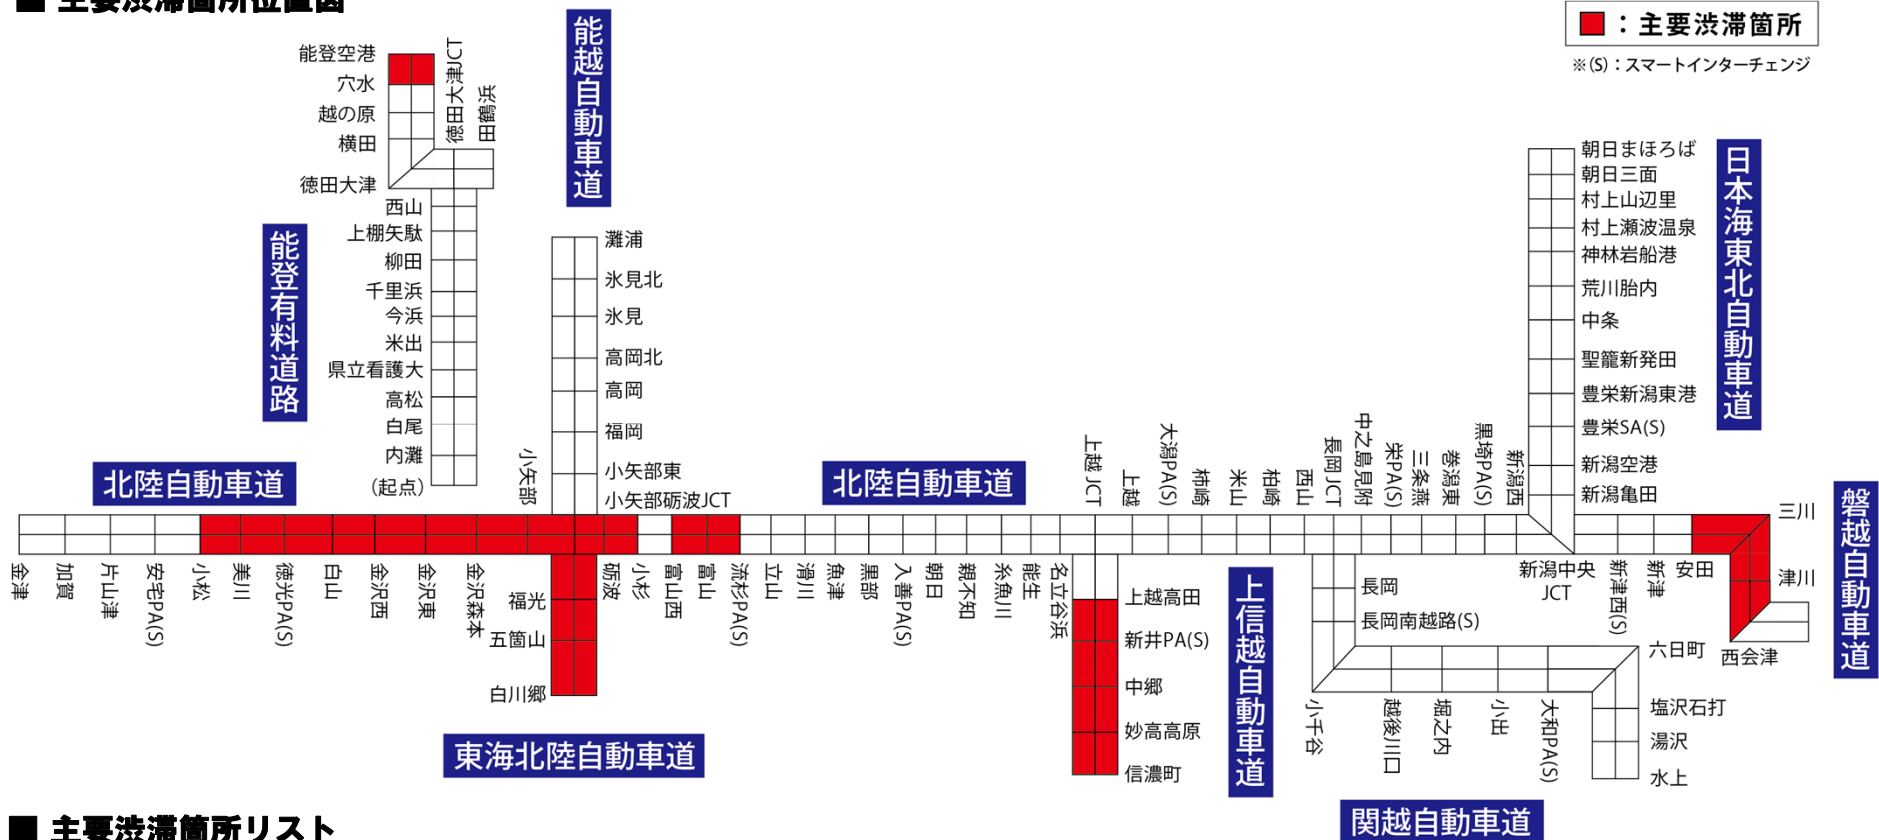 ■ 主要渋滞箇所位置図
：主要渋滞箇所
※(S)：スマートインターチェンジ
能越自動車道
能登空港
穴水
越の原
横田
徳田大津
徳田大津JCT
田鶴浜
能登有料道路
西山
上棚矢駄
柳田
千里浜
今浜
米出
県立看護大
高松
白尾
内灘
(起点)
灘浦
氷見北
氷見
高岡北
高岡
福岡
小矢部東
小矢部砺波JCT
小矢部
北陸自動車道
北陸自動車道
金津
加賀
片山津
安宅PA(S)
小松
美川
徳光PA(S)
白山
金沢西
金沢東
金沢森本
福光
五箇山
白川郷
東海北陸自動車道
砺波
小杉
富山西
富山
流杉PA(S)
立山
滑川
魚津
黒部
入善PA(S)
朝日
親不知
糸魚川
能生
名立谷浜
上越JCT
上越
大潟PA(S)
柿崎
米山
柏崎
西山
長岡JCT
中之島見附
栄PA(S)
三条燕
巻潟東
黒埼PA(S)
新潟西
上越高田
新井PA(S)
中郷
妙高高原
信濃町
上信越自動車道
長岡
長岡南越路(S)
小千谷
越後川口
堀之内
小出
大和PA(S)
六日町
塩沢石打
湯沢
水上
関越自動車道
朝日まほろば
朝日三面
村上山辺里
村上瀬波温泉
神林岩船港
荒川胎内
中条
聖籠新発田
豊栄新潟東港
豊栄SA(S)
新潟空港
新潟亀田
日本海東北自動車道
新潟中央
JCT
新津西(S)
新津
安田
三川
津川
西会津
磐越自動車道
■ 主要渋滞箇所リスト